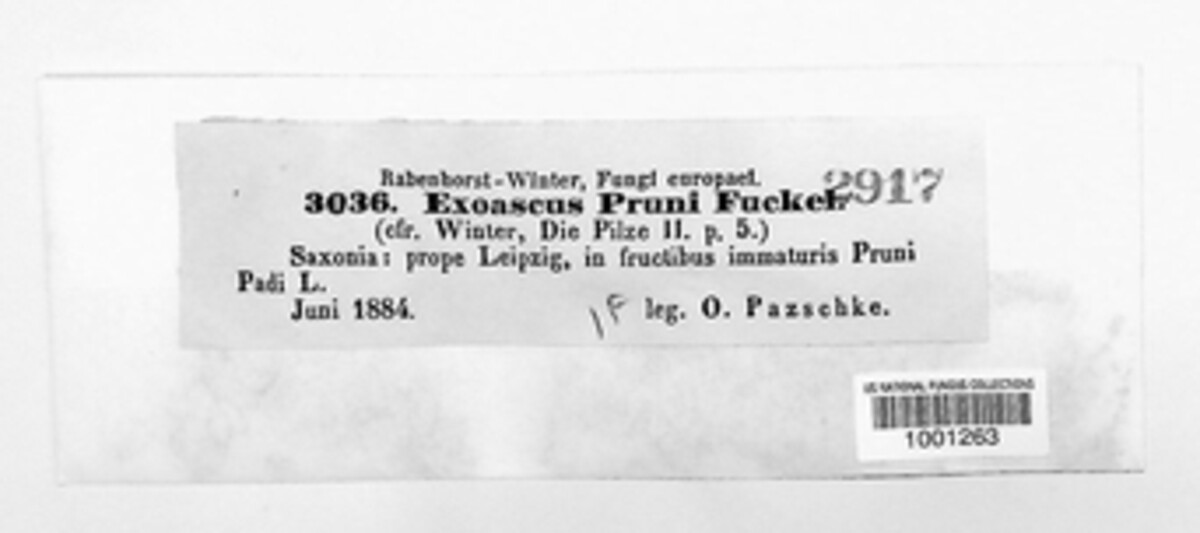 Rabenhorst-Winter, Fungi europaei.
2917
3036. Exoascus Pruni Fuckel.
(cfr. Winter, Die Pilze II. p. 5.)
Saxonia: prope Leipzig, in fructibus immaturis Pruni
Padi L.
Juni 1884. leg. O. Pazschke.
US NATIONAL FUNGUS COLLECTIONS
1001263